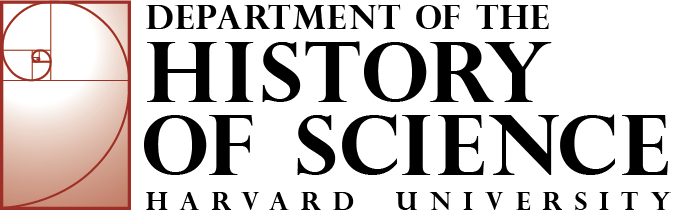 DEPARTMENT OF THE
HISTORY
OF SCIENCE
HARVARD UNIVERSITY